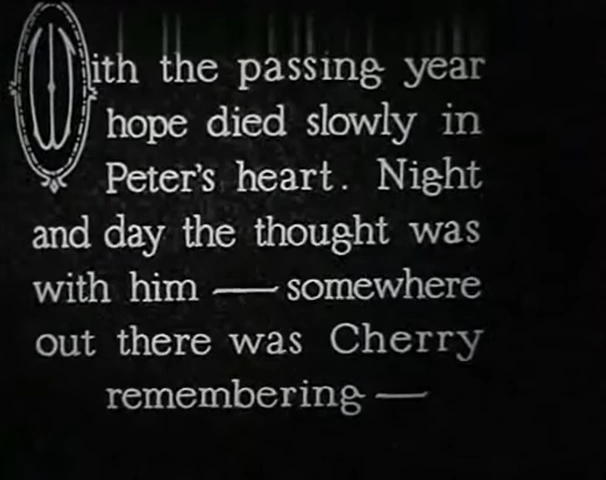 With the passing year
hope died slowly in
Peter's heart. Night
and day the thought was
with him — somewhere
out there was Cherry
remembering —